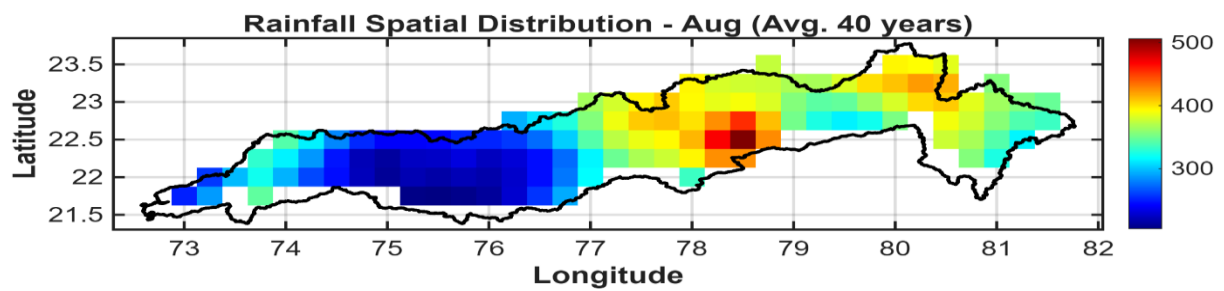 Rainfall Spatial Distribution - Aug (Avg. 40 years)
Latitude
23.5
23
22.5
22
21.5
73 74 75 76 77 78 79 80 81 82
Longitude
500
400
300